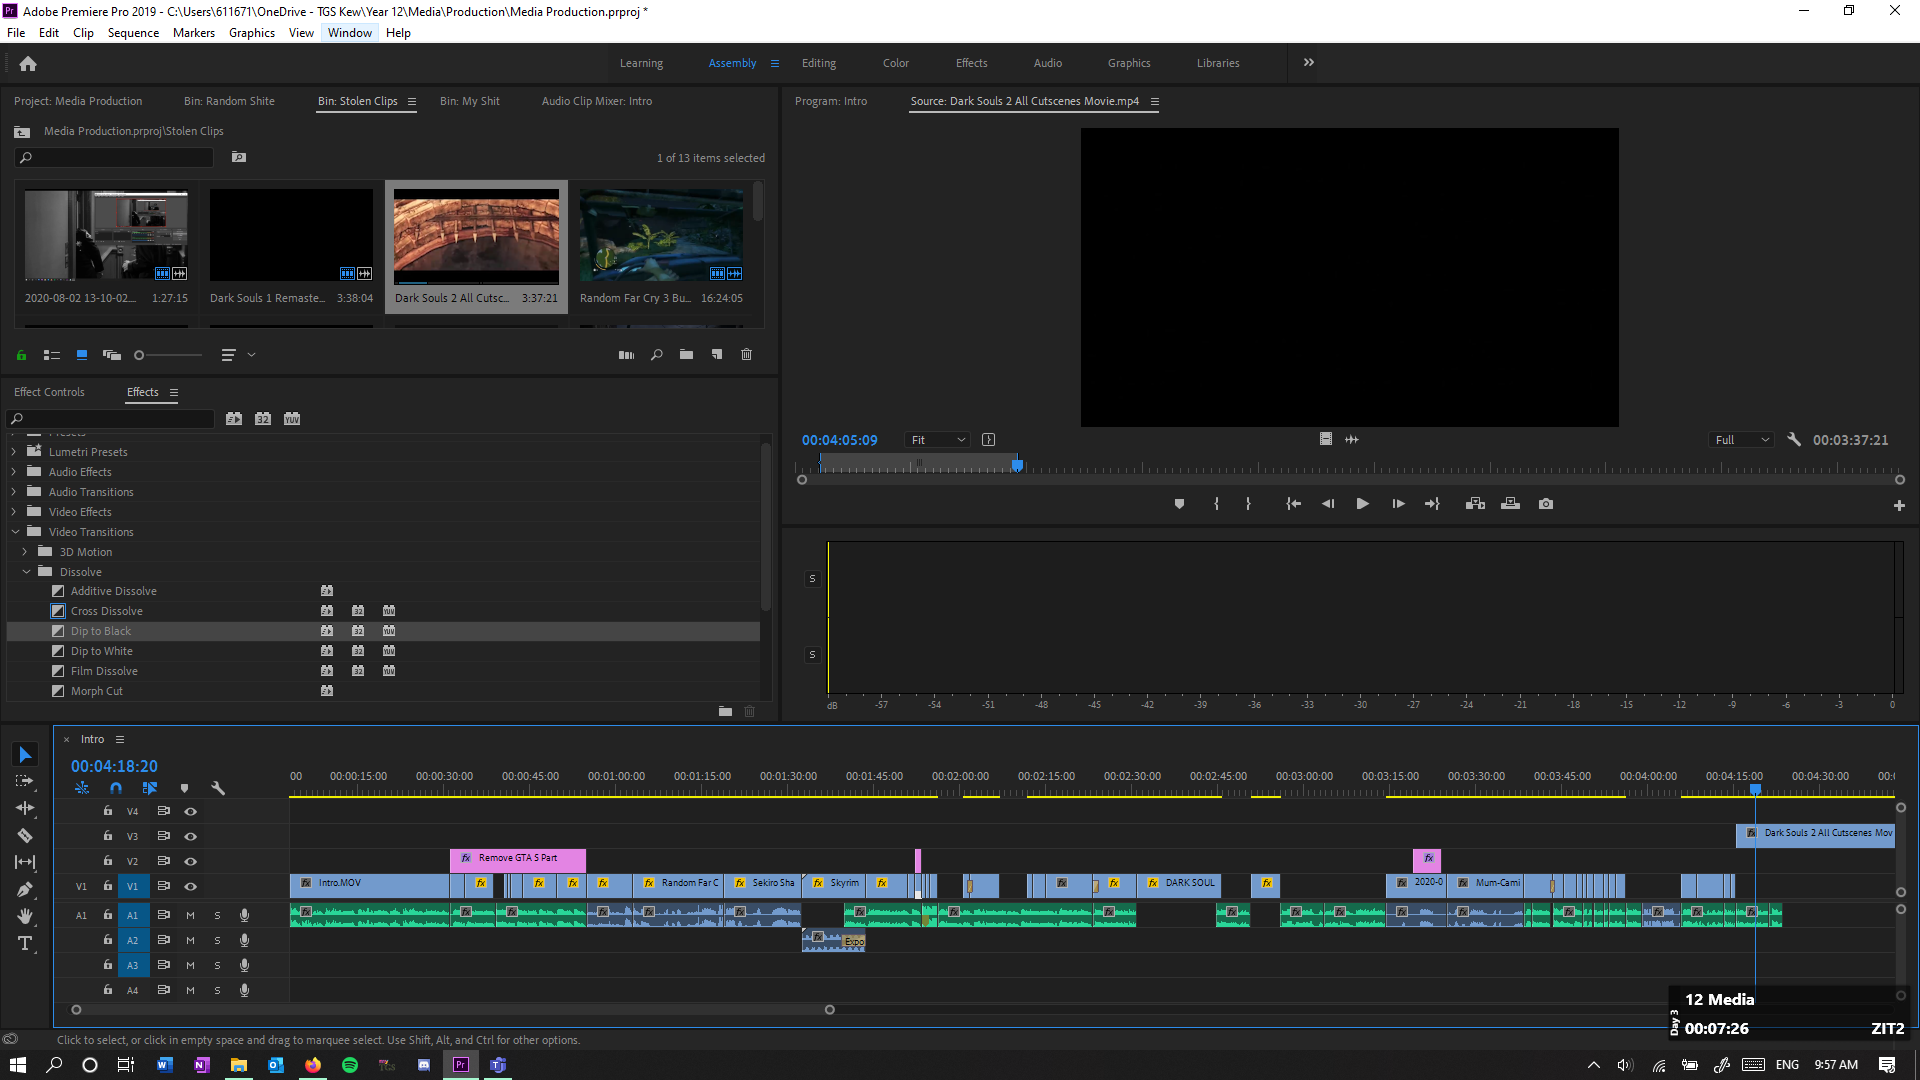 Adobe Premiere Pro 2019 - C:\Users\611671\OneDrive - TGS Kew\Year 12\Media\Production\Media Production.prproj *
File Edit Clip Sequence Markers Graphics View Window Help
Learning Assembly Editing Color Effects Audio Graphics Libraries
Project: Media Production Bin: Random Shite Bin: Stolen Clips Bin: My Shit Audio Clip Mixer: Intro
Media Production.prproj\Stolen Clips
1 of 13 items selected
2020-08-02 13-10-02... 1:27:15 Dark Souls 1 Remaste... 3:38:04 Dark Souls 2 All Cutsc... 3:37:21 Random Far Cry 3 Bu... 16:24:05
Program: Intro Source: Dark Souls 2 All Cutscenes Movie.mp4
00:04:05:09 Fit Full 00:03:37:21
Effect Controls Effects
Presets
Lumetri Presets
Audio Effects
Audio Transitions
Video Effects
Video Transitions
3D Motion
Dissolve
Additive Dissolve
Cross Dissolve
Dip to Black
Dip to White
Film Dissolve
Morph Cut
S
S
dB -57 -54 -51 -48 -45 -42 -39 -36 -33 -30 -27 -24 -21 -18 -15 -12 -9 -6 -3 0
Intro
00:04:18:20
00 00:00:15:00 00:00:30:00 00:00:45:00 00:01:00:00 00:01:15:00 00:01:30:00 00:01:45:00 00:02:00:00 00:02:15:00 00:02:30:00 00:02:45:00 00:03:00:00 00:03:15:00 00:03:30:00 00:03:45:00 00:04:00:00 00:04:15:00 00:04:30:00 00:0
V4
V3 Dark Souls 2 All Cutscenes Mov
V2 Remove GTA S Part
V1 V1 Intro.MOV Random Far C Sekiro Sha Skyrim DARK SOUL 2020-0 Mum-Cami
A1 A1 M S
A2 M S Expo
A3 M S
A4 M S
12 Media
Day 3
00:07:26 ZIT2
Click to select, or click in empty space and drag to marquee select. Use Shift, Alt, and Ctrl for other options.
ENG 9:57 AM